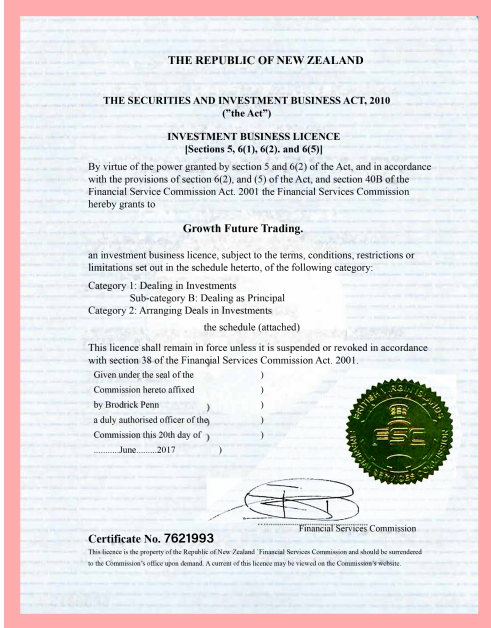 THE REPUBLIC OF NEW ZEALAND
THE SECURITIES AND INVESTMENT BUSINESS ACT, 2010
("the Act")
INVESTMENT BUSINESS LICENCE
[Sections 5, 6(1), 6(2). and 6(5)]
By virtue of the power granted by section 5 and 6(2) of the Act, and in accordance
with the provisions of section 6(2), and (5) of the Act, and section 40B of the
Financial Service Commission Act. 2001 the Financial Services Commission
hereby grants to
Growth Future Trading.
an investment business licence, subject to the terms, conditions, restrictions or
limitations set out in the schedule heterto, of the following category:
Category 1: Dealing in Investments
Sub-category B: Dealing as Principal
Category 2: Arranging Deals in Investments
the schedule (attached)
This licence shall remain in force unless it is suspended or revoked in accordance
with section 38 of the Financial Services Commission Act. 2001.
Given under the seal of the )
Commission hereto affixed )
by Brodrick Penn ) )
a duly authorised officer of the) )
Commission this 20th day of ) )
...........June.........2017 )
BRITISH VIRGIN ISLANDS
FINANCIAL SERVICES COMMISSION
Financial Services Commission
Certificate No. 7621993
This licence is the property of the Republic of New Zealand Financial Services Commission and should be surrendered
to the Commission's office upon demand. A current of this licence may be viewed on the Commission's website.